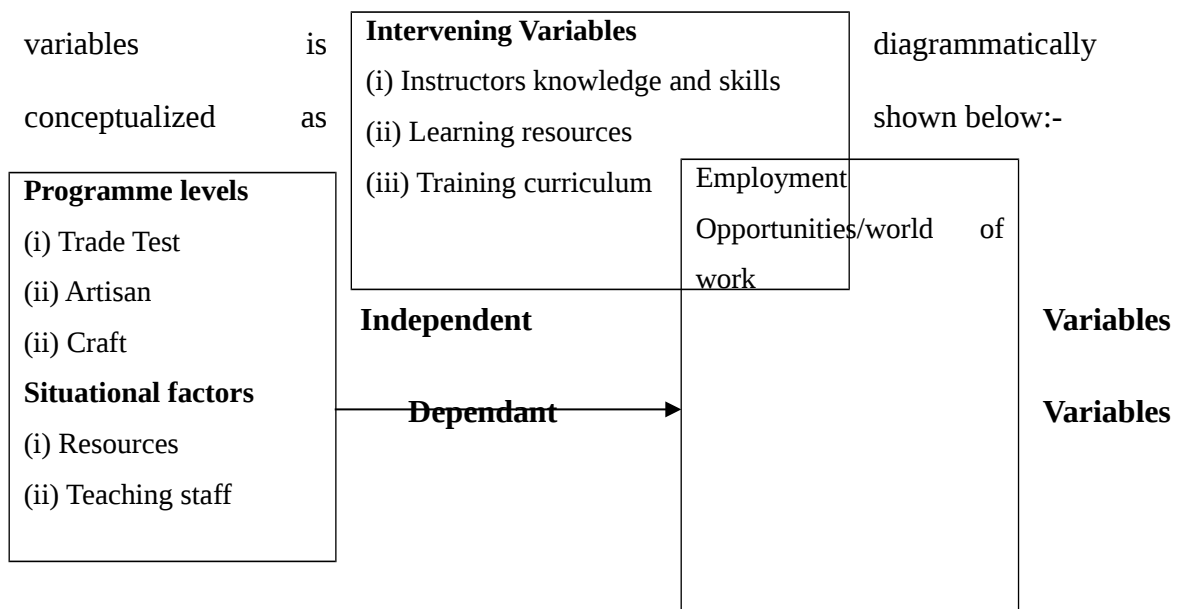 variables is diagrammatically
conceptualized as shown below:-
Intervening Variables
(i) Instructors knowledge and skills
(ii) Learning resources
(iii) Training curriculum
Programme levels
(i) Trade Test
(ii) Artisan
(ii) Craft
Situational factors
(i) Resources
(ii) Teaching staff
Employment
Opportunities/world of
work
Independent Variables
Dependant Variables